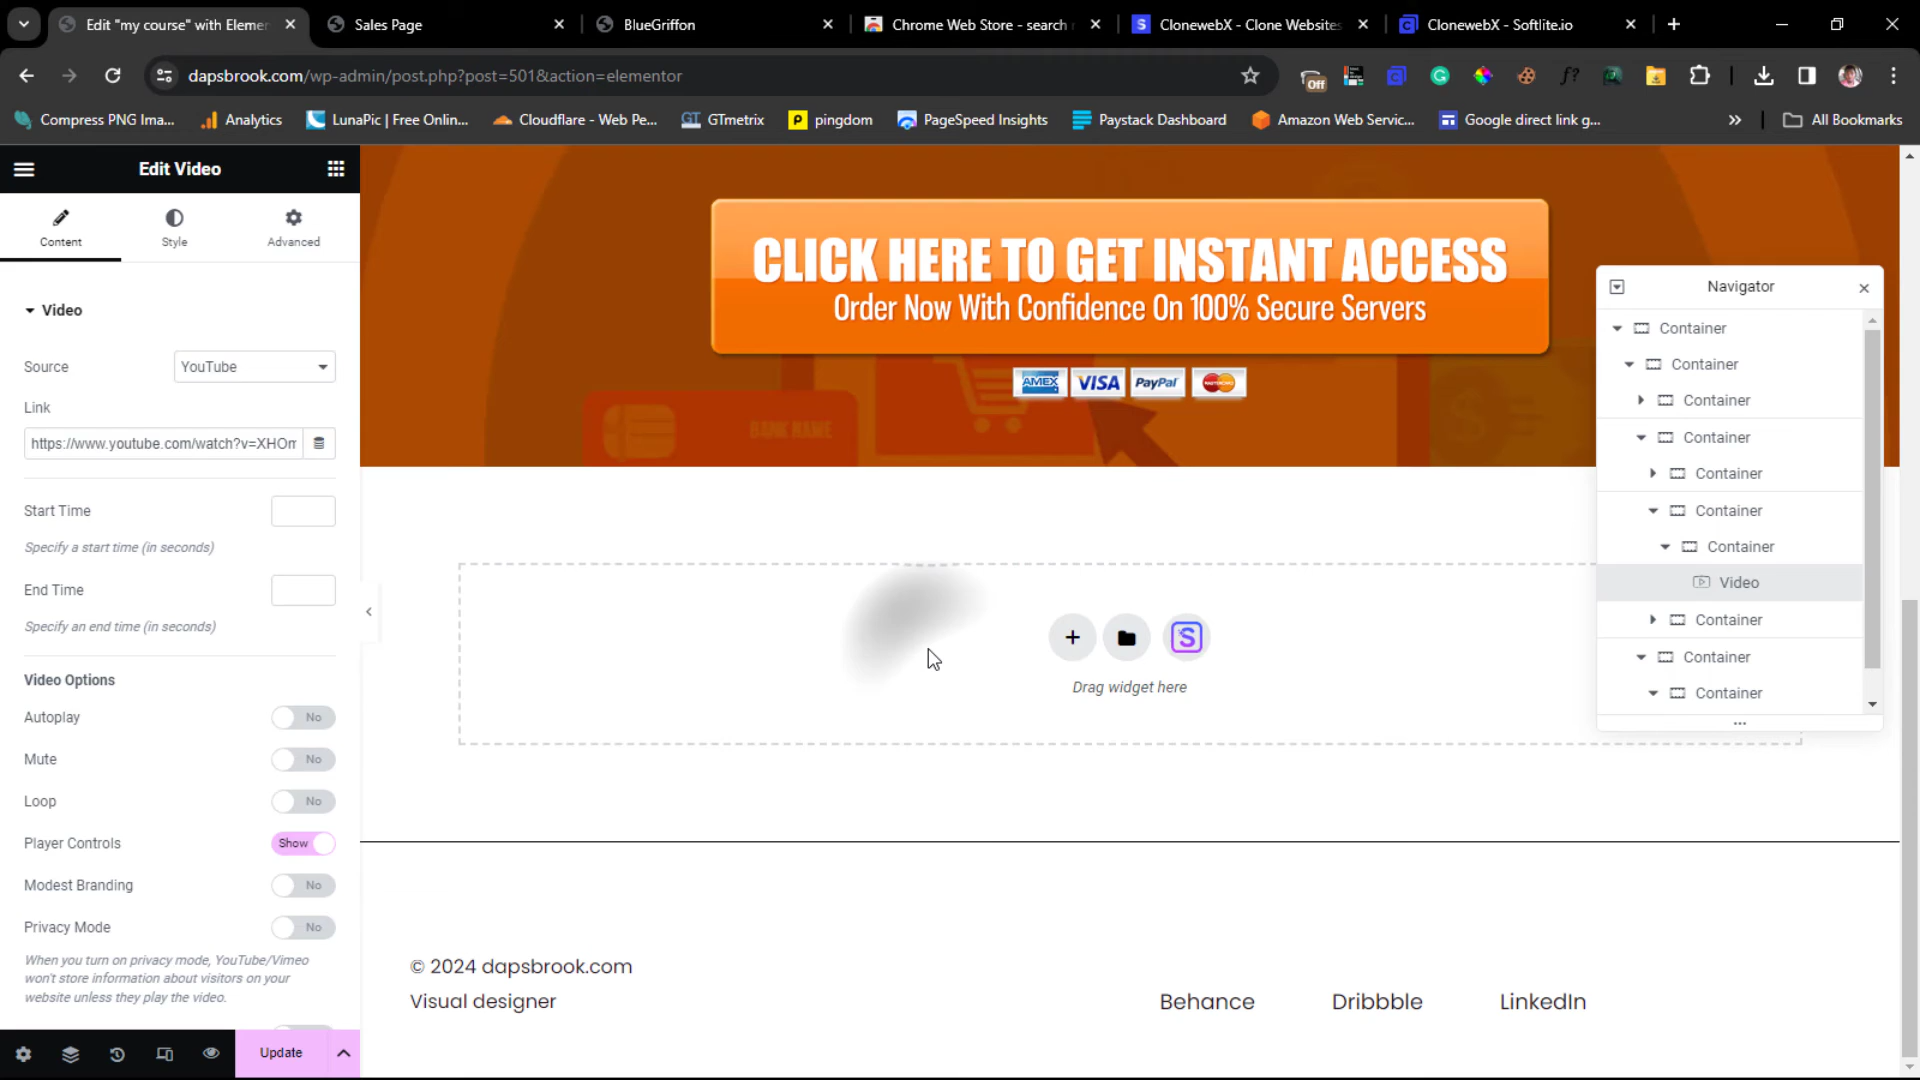 Edit "my course" with Elemer
Sales Page
BlueGriffon
Chrome Web Store - search
ClonewebX - Clone Websites
ClonewebX - Softlite.io
dapsbrook.com/wp-admin/post.php?post=501&action=elementor
Off
f?
Compress PNG Ima...
Analytics
LunaPic | Free Onlin...
Cloudflare - Web Pe...
GTmetrix
pingdom
PageSpeed Insights
Paystack Dashboard
Amazon Web Servic...
Google direct link g...
All Bookmarks
Edit Video
Content
Style
Advanced
Video
Source
YouTube
Link
https://www.youtube.com/watch?v=XHOm
Start Time
Specify a start time (in seconds)
End Time
Specify an end time (in seconds)
Video Options
Autoplay
No
Mute
No
Loop
No
Player Controls
Show
Modest Branding
No
Privacy Mode
No
When you turn on privacy mode, YouTube/Vimeo
won't store information about visitors on your
website unless they play the video.
Update
CLICK HERE TO GET INSTANT ACCESS
Order Now With Confidence On 100% Secure Servers
AMEX
VISA
PayPal
MasterCard
BANK NAME
Drag widget here
© 2024 dapsbrook.com
Visual designer
Behance
Dribbble
LinkedIn
Navigator
Container
Container
Container
Container
Container
Container
Container
Video
Container
Container
Container